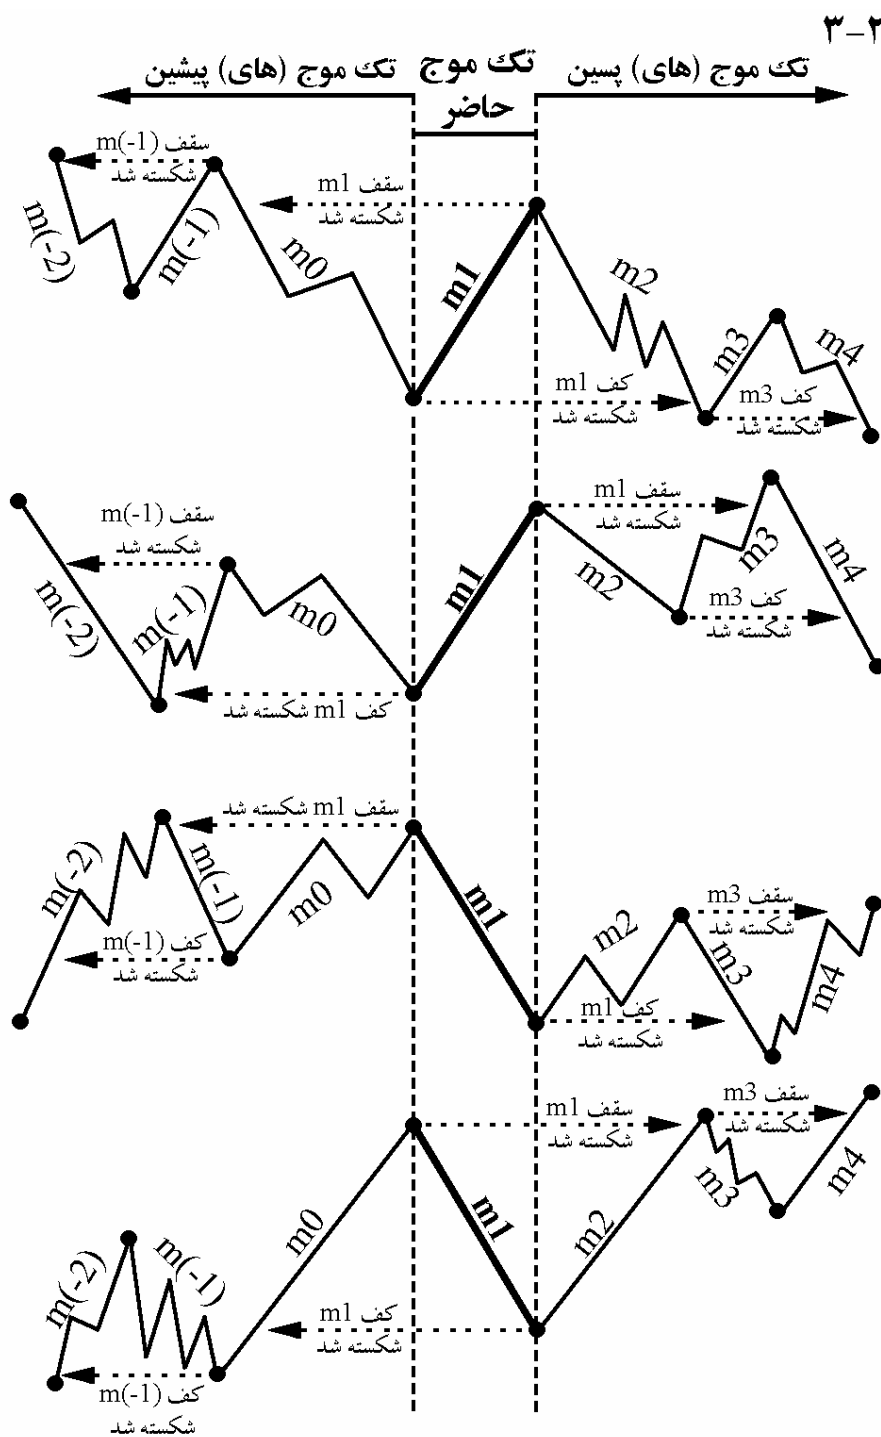 ۳-۲
تک موج (های) پیشین
تک موج
حاضر
تک موج (های) پسین
سقف m(-1)
شکسته شد
سقف m1
شکسته شد
m(-2)
m(-1)
m0
m1
m2
m3
m4
کف m1
شکسته شد
کف m3
شکسته شد
سقف m(-1)
شکسته شد
سقف m1
شکسته شد
m(-2)
m(-1)
m0
m1
m2
m3
m4
کف m3
شکسته شد
کف m1 شکسته شد
سقف m1 شکسته شد
m(-2)
m(-1)
m0
m1
m2
m3
m4
سقف m3
شکسته شد
کف m(-1)
شکسته شد
کف m1
شکسته شد
سقف m1
شکسته شد
سقف m3
شکسته شد
m(-2)
m(-1)
m0
m1
m2
m3
m4
کف m1
شکسته شد
کف m(-1)
شکسته شد